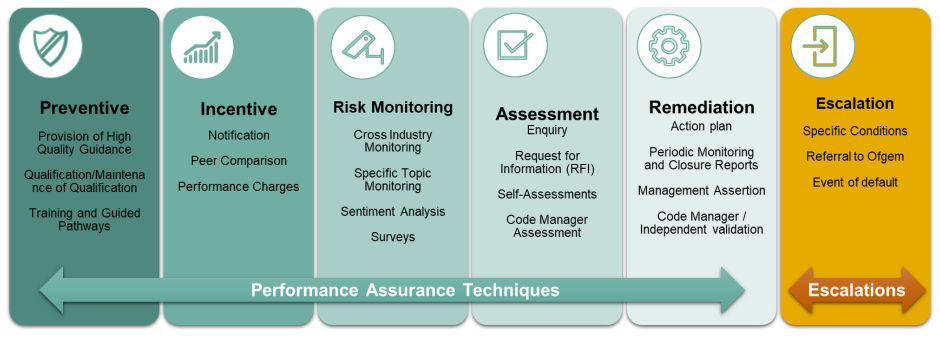 Preventive
Provision of High
Quality Guidance
Qualification/Maintena
nce of Qualification
Training and Guided
Pathways
Incentive
Notification
Peer Comparison
Performance Charges
Risk Monitoring
Cross Industry
Monitoring
Specific Topic
Monitoring
Sentiment Analysis
Surveys
Assessment
Enquiry
Request for
Information (RFI)
Self-Assessments
Code Manager
Assessment
Remediation
Action plan
Periodic Monitoring
and Closure Reports
Management Assertion
Code Manager /
Independent validation
Escalation
Specific Conditions
Referral to Ofgem
Event of default
Performance Assurance Techniques
Escalations